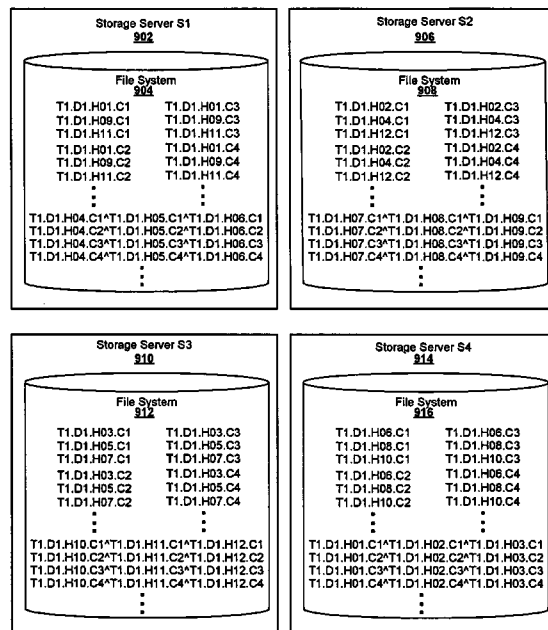 Storage Server S1
902
File System
904
T1.D1.H01.C1 T1.D1.H01.C3
T1.D1.H09.C1 T1.D1.H09.C3
T1.D1.H11.C1 T1.D1.H11.C3
T1.D1.H01.C2 T1.D1.H01.C4
T1.D1.H09.C2 T1.D1.H09.C4
T1.D1.H11.C2 T1.D1.H11.C4
T1.D1.H04.C1^T1.D1.H05.C1^T1.D1.H06.C1
T1.D1.H04.C2^T1.D1.H05.C2^T1.D1.H06.C2
T1.D1.H04.C3^T1.D1.H05.C3^T1.D1.H06.C3
T1.D1.H04.C4^T1.D1.H05.C4^T1.D1.H06.C4
Storage Server S2
906
File System
908
T1.D1.H02.C1 T1.D1.H02.C3
T1.D1.H04.C1 T1.D1.H04.C3
T1.D1.H12.C1 T1.D1.H12.C3
T1.D1.H02.C2 T1.D1.H02.C4
T1.D1.H04.C2 T1.D1.H04.C4
T1.D1.H12.C2 T1.D1.H12.C4
T1.D1.H07.C1^T1.D1.H08.C1^T1.D1.H09.C1
T1.D1.H07.C2^T1.D1.H08.C2^T1.D1.H09.C2
T1.D1.H07.C3^T1.D1.H08.C3^T1.D1.H09.C3
T1.D1.H07.C4^T1.D1.H08.C4^T1.D1.H09.C4
Storage Server S3
910
File System
912
T1.D1.H03.C1 T1.D1.H03.C3
T1.D1.H05.C1 T1.D1.H05.C3
T1.D1.H07.C1 T1.D1.H07.C3
T1.D1.H03.C2 T1.D1.H03.C4
T1.D1.H05.C2 T1.D1.H05.C4
T1.D1.H07.C2 T1.D1.H07.C4
T1.D1.H10.C1^T1.D1.H11.C1^T1.D1.H12.C1
T1.D1.H10.C2^T1.D1.H11.C2^T1.D1.H12.C2
T1.D1.H10.C3^T1.D1.H11.C3^T1.D1.H12.C3
T1.D1.H10.C4^T1.D1.H11.C4^T1.D1.H12.C4
Storage Server S4
914
File System
916
T1.D1.H06.C1 T1.D1.H06.C3
T1.D1.H08.C1 T1.D1.H08.C3
T1.D1.H10.C1 T1.D1.H10.C3
T1.D1.H06.C2 T1.D1.H06.C4
T1.D1.H08.C2 T1.D1.H08.C4
T1.D1.H10.C2 T1.D1.H10.C4
T1.D1.H01.C1^T1.D1.H02.C1^T1.D1.H03.C1
T1.D1.H01.C2^T1.D1.H02.C2^T1.D1.H03.C2
T1.D1.H01.C3^T1.D1.H02.C3^T1.D1.H03.C3
T1.D1.H01.C4^T1.D1.H02.C4^T1.D1.H03.C4